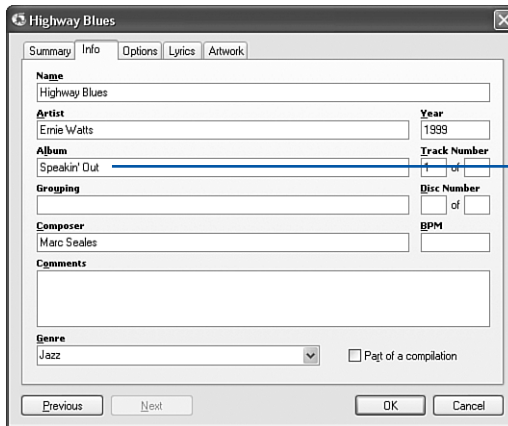 Highway Blues
Summary Info Options Lyrics Artwork
Name
Highway Blues
Artist Year
Ernie Watts 1999
Album Track Number
Speakin' Out 1 of
Grouping Disc Number
of
Composer BPM
Marc Seales
Comments
Genre
Jazz Part of a compilation
Previous Next OK Cancel